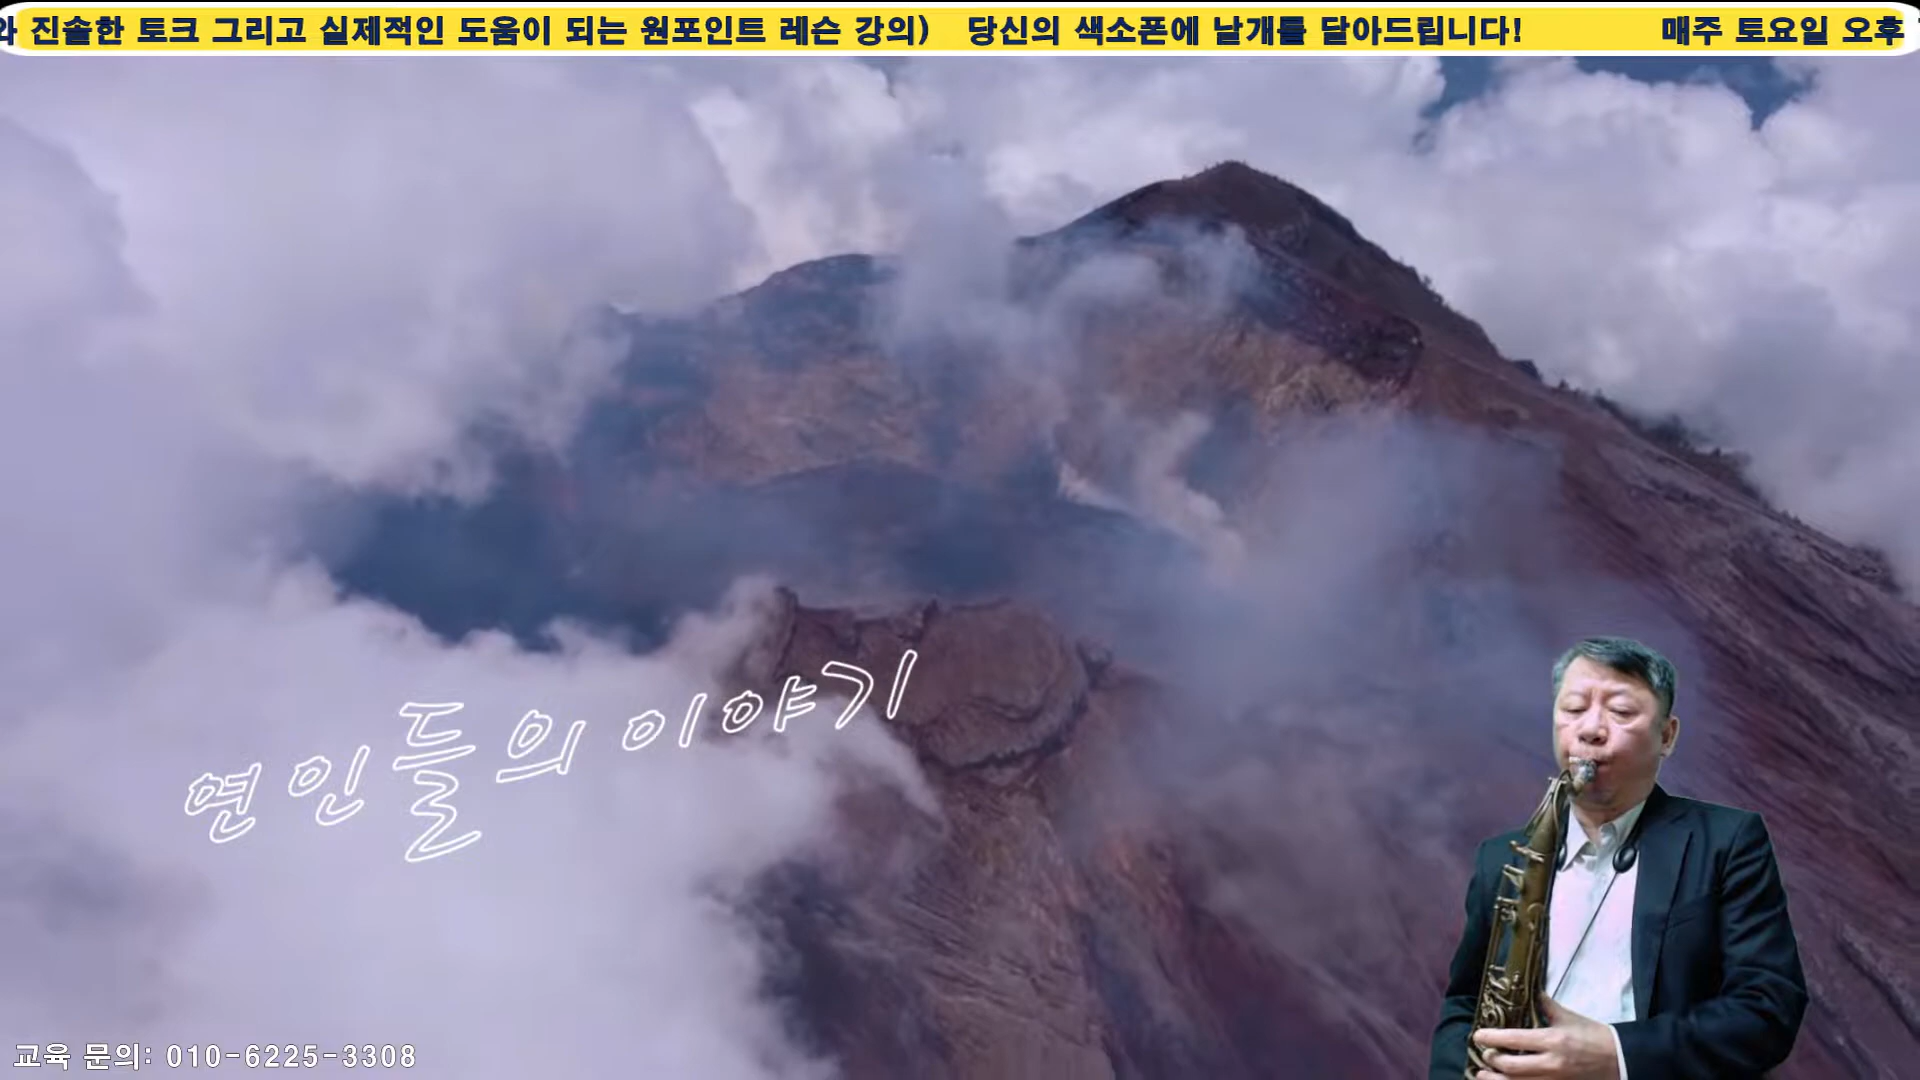 와 진솔한 토크 그리고 실제적인 도움이 되는 원포인트 레슨 강의) 당신의 색소폰에 날개를 달아드립니다! 매주 토요일 오후
연인들의 이야기
교육 문의: 010-6225-3308